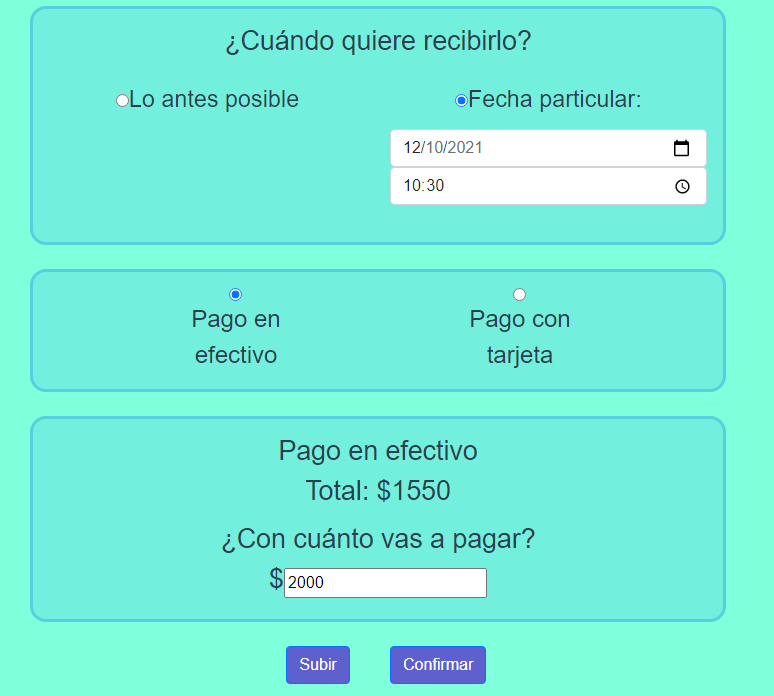 ¿Cuándo quiere recibirlo?
Lo antes posible
Fecha particular:
12/10/2021
10:30
Pago en
efectivo
Pago con
tarjeta
Pago en efectivo
Total: $1550
¿Con cuánto vas a pagar?
$2000
Subir
Confirmar